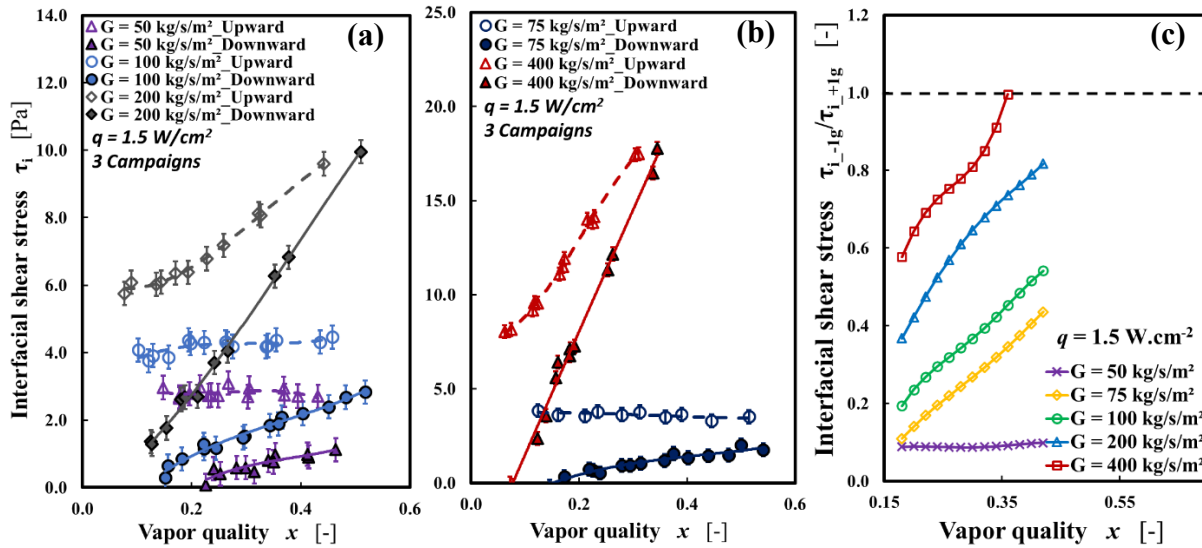 (a)
14.0
12.0
10.0
8.0
6.0
4.0
2.0
0.0
Interfacial shear stress τi [Pa]
G = 50 kg/s/m²_Upward
G = 50 kg/s/m²_Downward
G = 100 kg/s/m²_Upward
G = 100 kg/s/m²_Downward
G = 200 kg/s/m²_Upward
G = 200 kg/s/m²_Downward
q = 1.5 W/cm²
3 Campaigns
0.0 0.2 0.4 0.6
Vapor quality x [-]
(b)
25.0
20.0
15.0
10.0
5.0
0.0
G = 75 kg/s/m²_Upward
G = 75 kg/s/m²_Downward
G = 400 kg/s/m²_Upward
G = 400 kg/s/m²_Downward
q = 1.5 W/cm²
3 Campaigns
0.0 0.2 0.4 0.6
Vapor quality x [-]
(c)
1.2
1.0
0.8
0.6
0.4
0.2
0.0
Interfacial shear stress τi_-1g/τi_+1g [-]
q = 1.5 W.cm-2
G = 50 kg/s/m²
G = 75 kg/s/m²
G = 100 kg/s/m²
G = 200 kg/s/m²
G = 400 kg/s/m²
0.15 0.35 0.55
Vapor quality x [-]